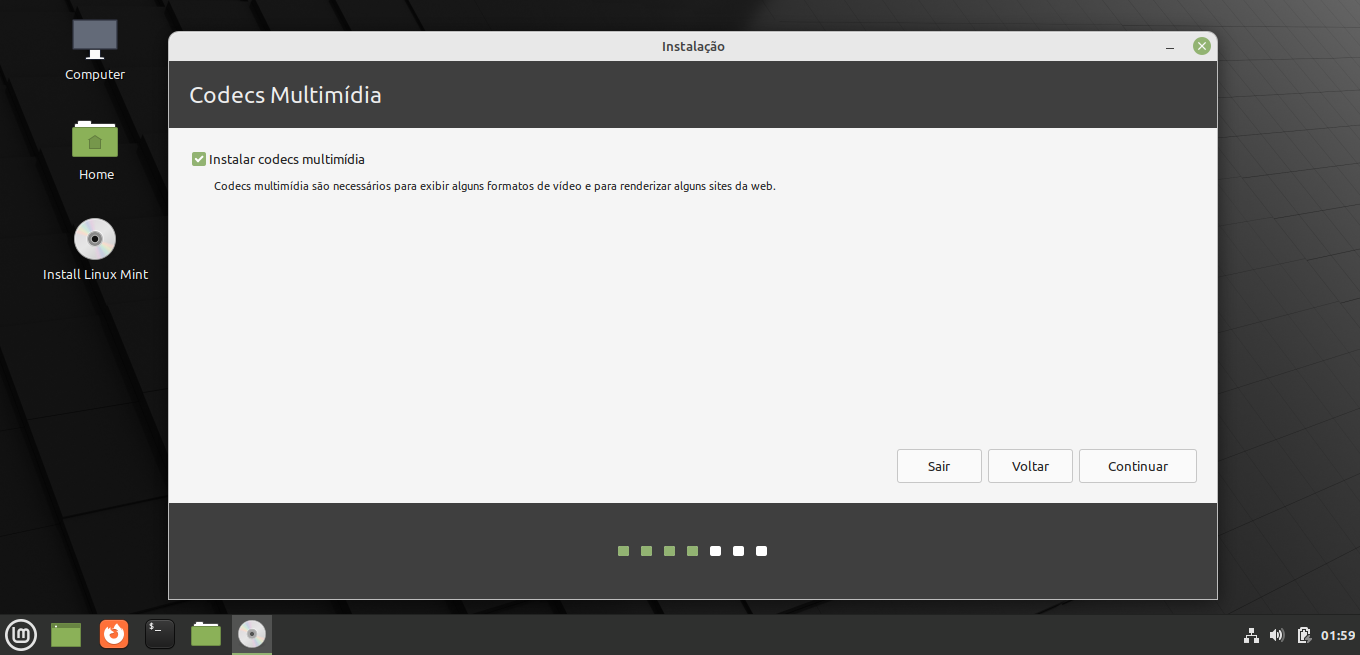 Instalação
Computer
Codecs Multimídia
Instalar codecs multimídia
Home
Codecs multimídia são necessários para exibir alguns formatos de vídeo e para renderizar alguns sites da web.
Install Linux Mint
Sair
Voltar
Continuar
$_
01:59